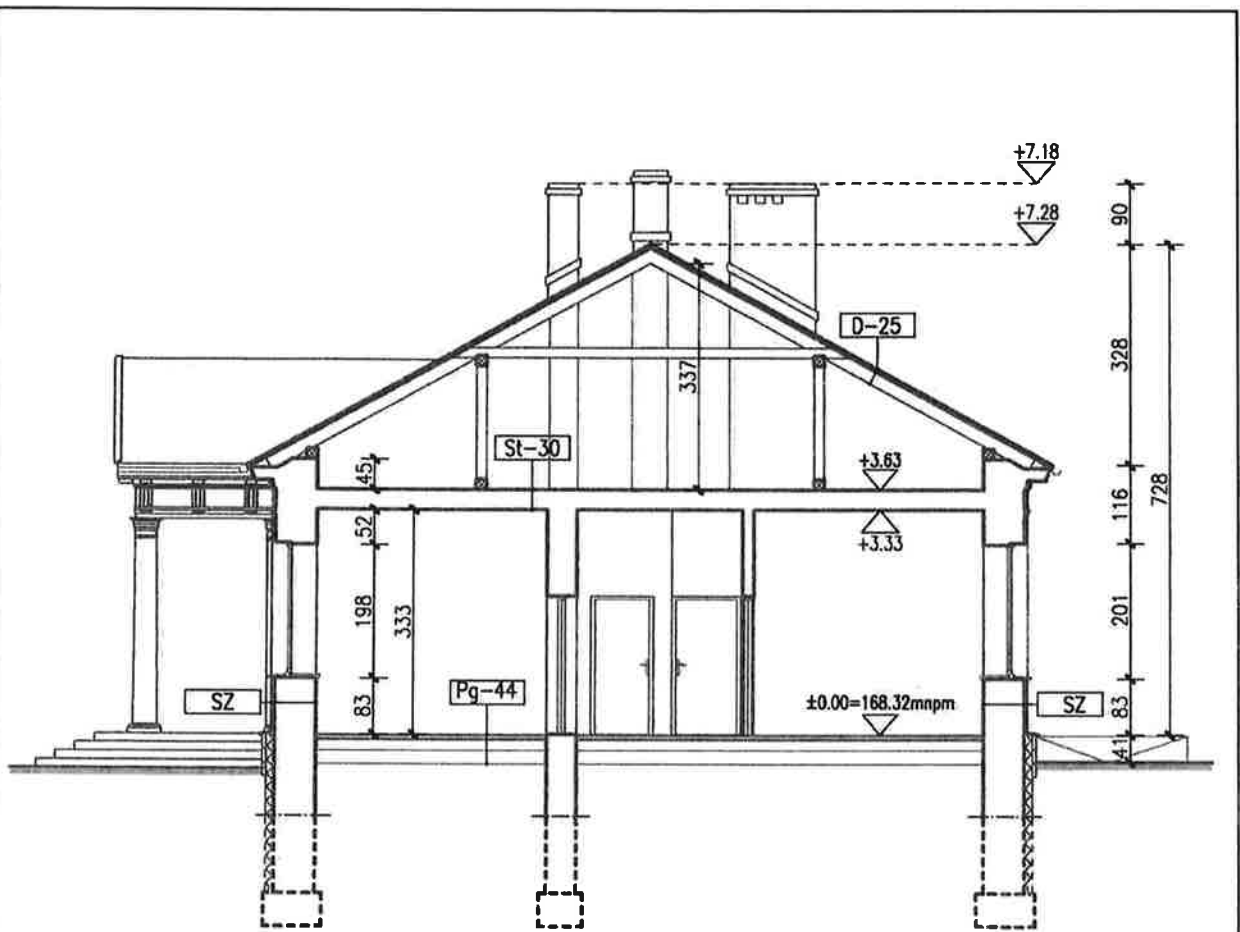 +7.18
90
+7.28
D-25
328
337
St-30
45
+3.63
116
728
52
+3.33
198
333
201
Pg-44
SZ
83
±0.00=168.32mnpm
SZ
83
41